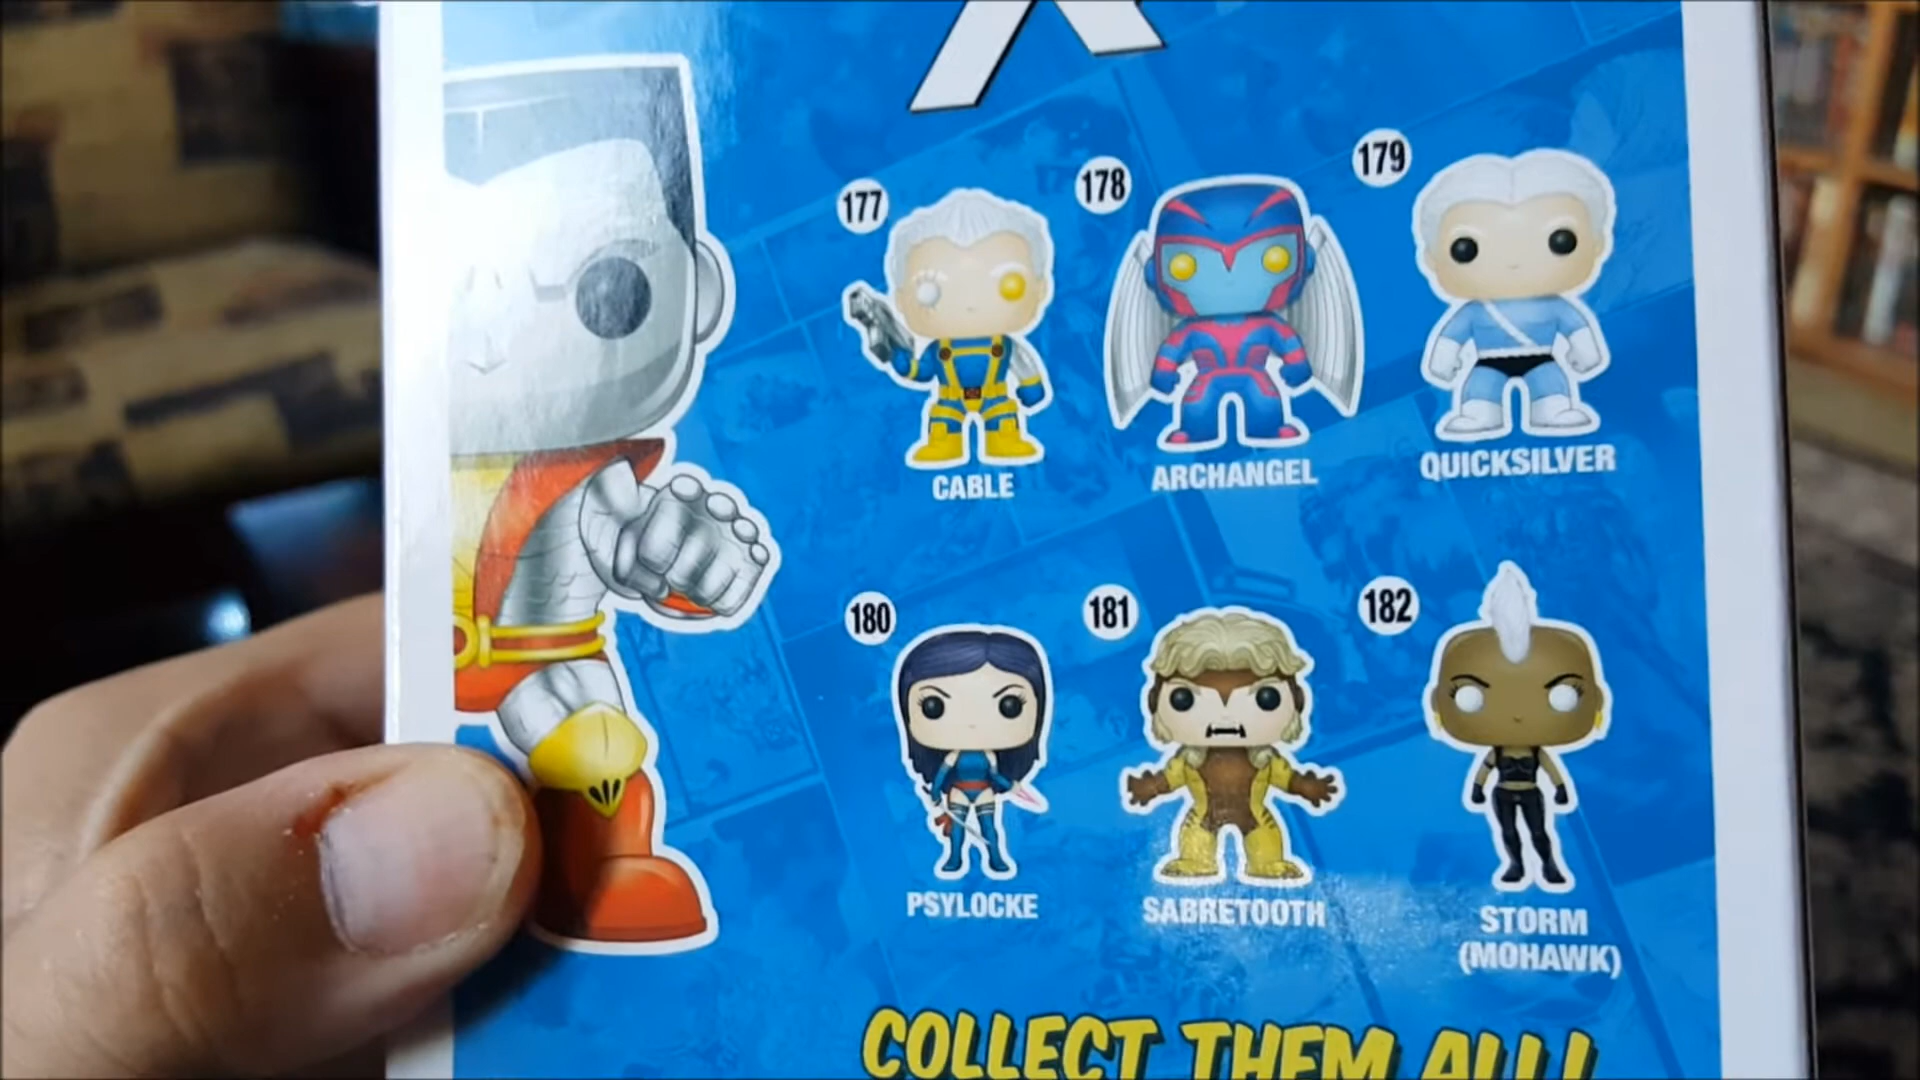 X
177
178
179
CABLE
ARCHANGEL
QUICKSILVER
180
181
182
PSYLOCKE
SABRETOOTH
STORM
(MOHAWK)
COLLECT THEM ALL!